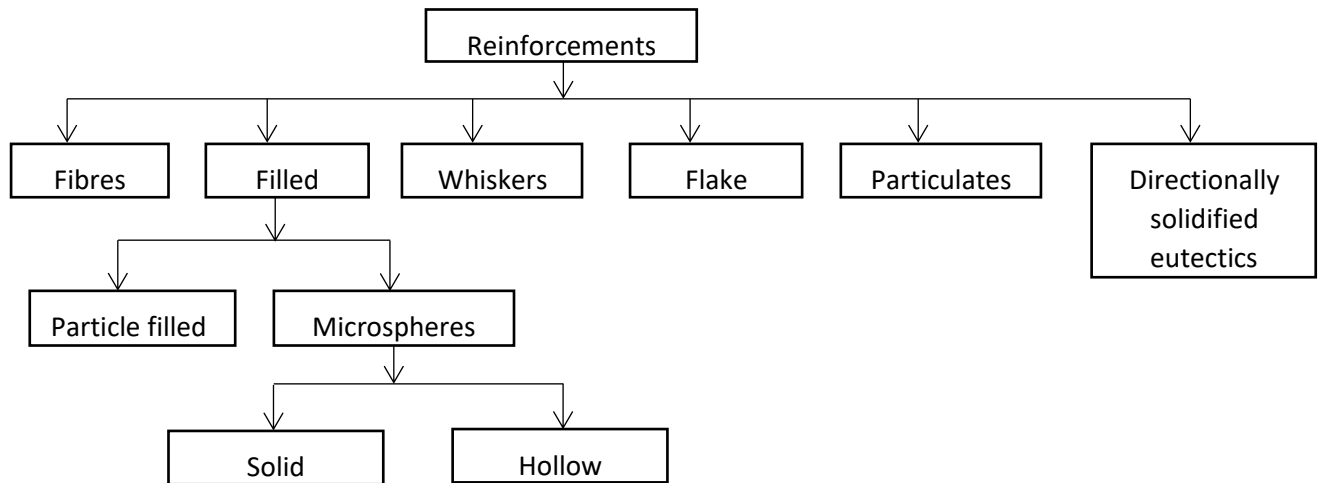 Reinforcements
Fibres
Filled
Whiskers
Flake
Particulates
Directionally
solidified
eutectics
Particle filled
Microspheres
Solid
Hollow